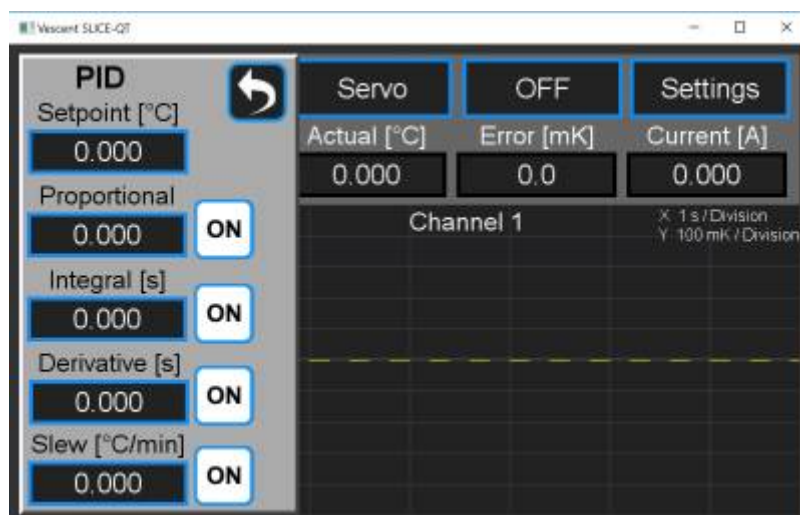 Vescent SLICE-QT
PID
Setpoint [°C]
0.000
Proportional
0.000 ON
Integral [s]
0.000 ON
Derivative [s]
0.000 ON
Slew [°C/min]
0.000 ON
Servo OFF Settings
Actual [°C] Error [mK] Current [A]
0.000 0.0 0.000
Channel 1
X 1 s / Division
Y 100 mK / Division